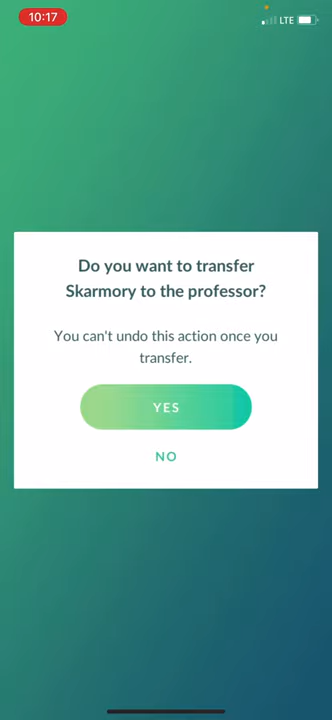 10:17
LTE
Do you want to transfer
Skarmory to the professor?
You can't undo this action once you
transfer.
YES
NO